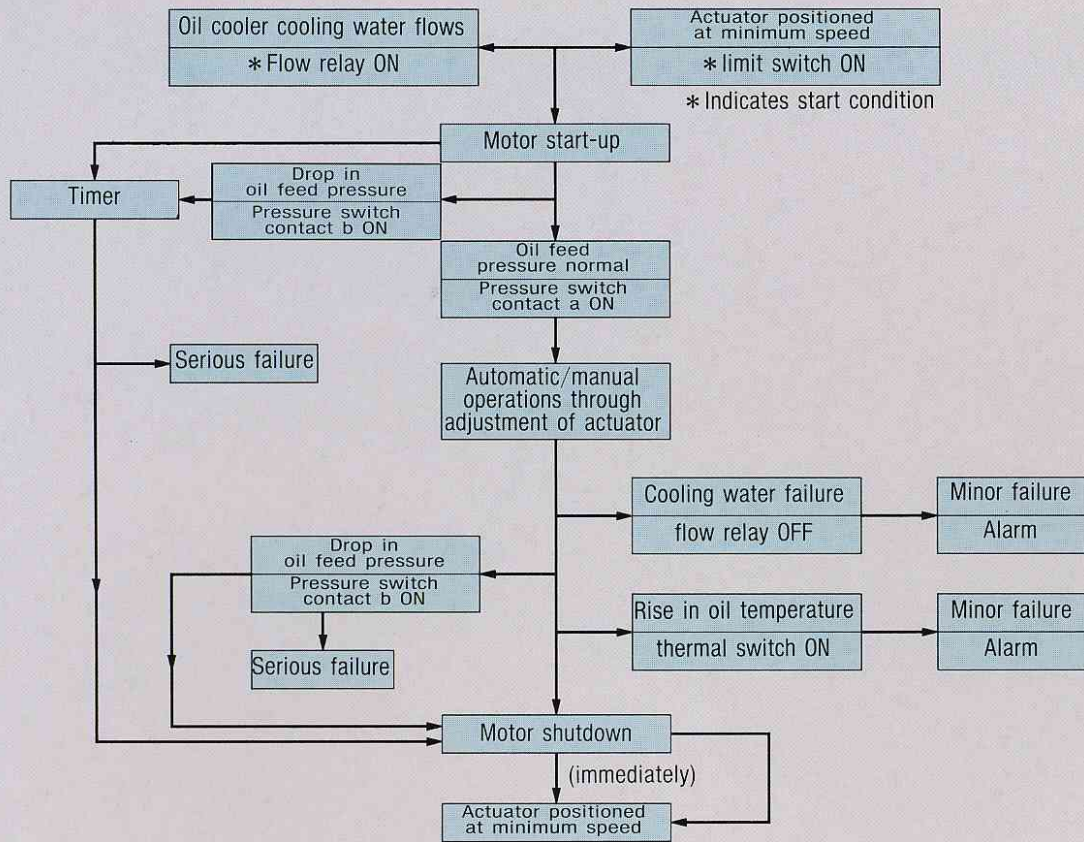 Oil cooler cooling water flows
* Flow relay ON
Actuator positioned
at minimum speed
* limit switch ON
* Indicates start condition
Motor start-up
Timer
Drop in
oil feed pressure
Pressure switch
contact b ON
Oil feed
pressure normal
Pressure switch
contact a ON
Serious failure
Automatic/manual
operations through
adjustment of actuator
Cooling water failure
flow relay OFF
Minor failure
Alarm
Drop in
oil feed pressure
Pressure switch
contact b ON
Serious failure
Rise in oil temperature
thermal switch ON
Minor failure
Alarm
Motor shutdown
(immediately)
Actuator positioned
at minimum speed